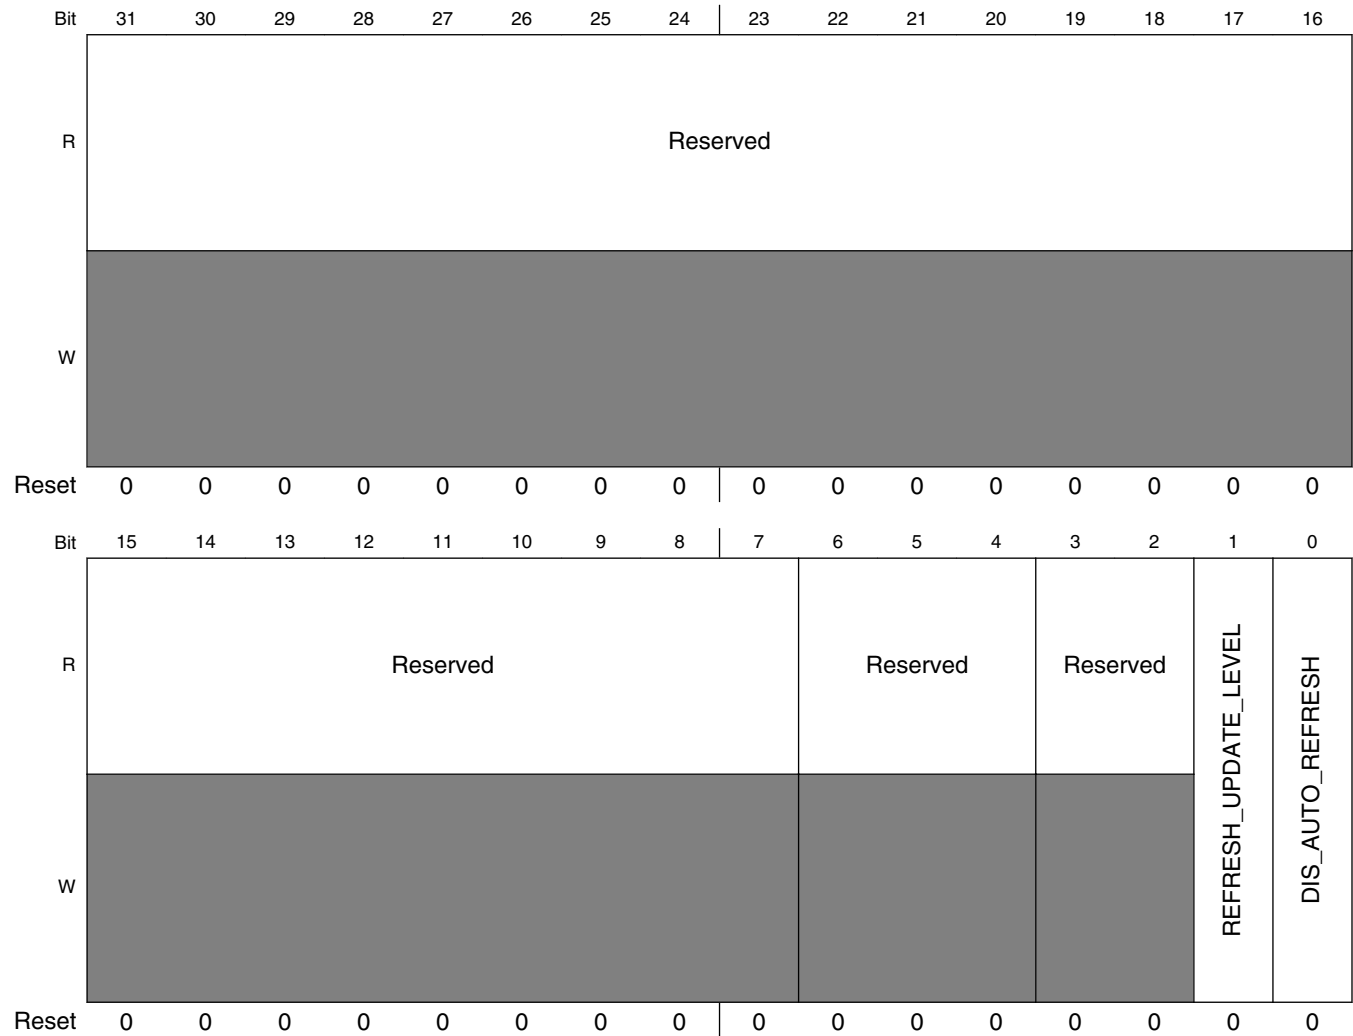 Bit 31 30 29 28 27 26 25 24 23 22 21 20 19 18 17 16
R Reserved
W
Reset 0 0 0 0 0 0 0 0 0 0 0 0 0 0 0 0
Bit 15 14 13 12 11 10 9 8 7 6 5 4 3 2 1 0
R Reserved Reserved Reserved
REFRESH_UPDATE_LEVEL
DIS_AUTO_REFRESH
W
Reset 0 0 0 0 0 0 0 0 0 0 0 0 0 0 0 0